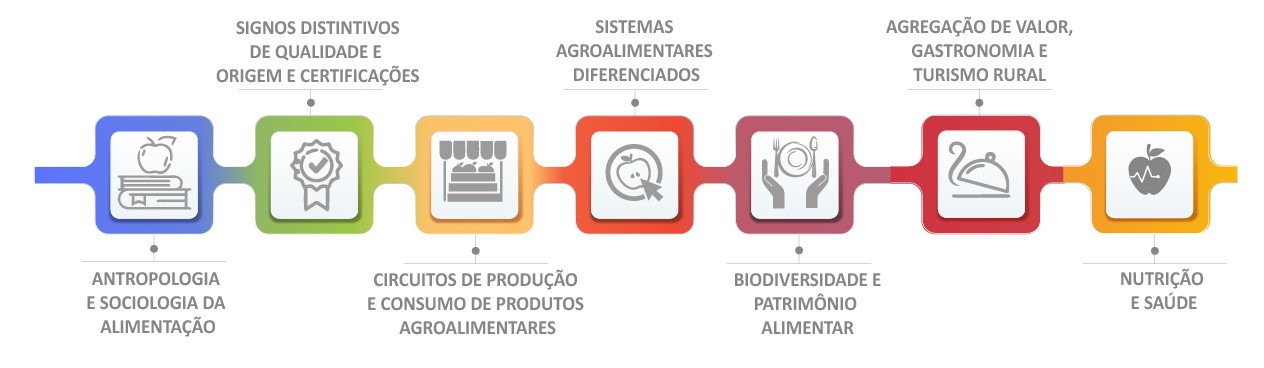 ANTROPOLOGIA
E SOCIOLOGIA DA
ALIMENTAÇÃO
SIGNOS DISTINTIVOS
DE QUALIDADE E
ORIGEM E CERTIFICAÇÕES
CIRCUITOS DE PRODUÇÃO
E CONSUMO DE PRODUTOS
AGROALIMENTARES
SISTEMAS
AGROALIMENTARES
DIFERENCIADOS
BIODIVERSIDADE E
PATRIMÔNIO
ALIMENTAR
AGREGAÇÃO DE VALOR,
GASTRONOMIA E
TURISMO RURAL
NUTRIÇÃO
E SAÚDE